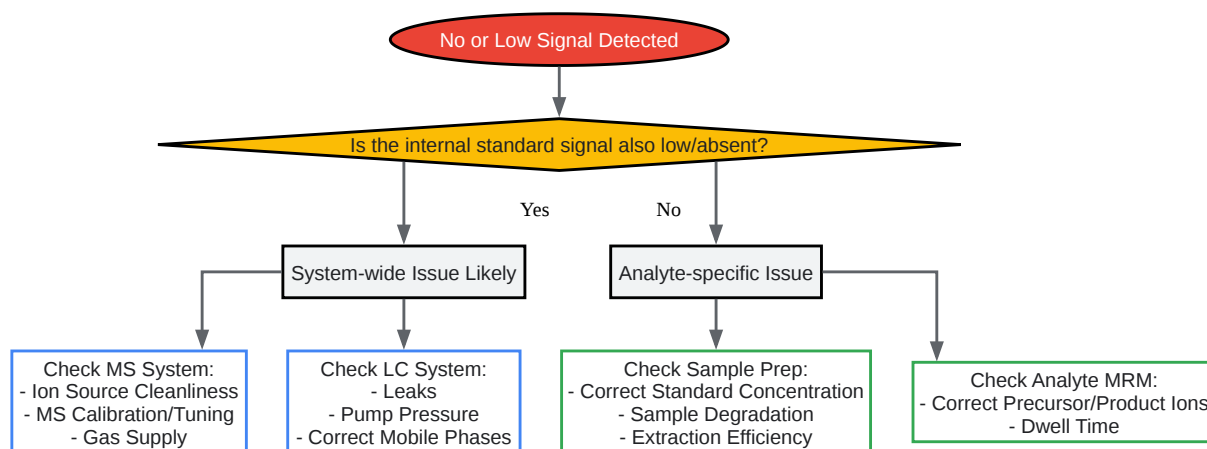 No or Low Signal Detected
Is the internal standard signal also low/absent?
Yes
No
System-wide Issue Likely
Analyte-specific Issue
Check MS System:
- Ion Source Cleanliness
- MS Calibration/Tuning
- Gas Supply
Check LC System:
- Leaks
- Pump Pressure
- Correct Mobile Phases
Check Sample Prep:
- Correct Standard Concentration
- Sample Degradation
- Extraction Efficiency
Check Analyte MRM:
- Correct Precursor/Product Ions
- Dwell Time